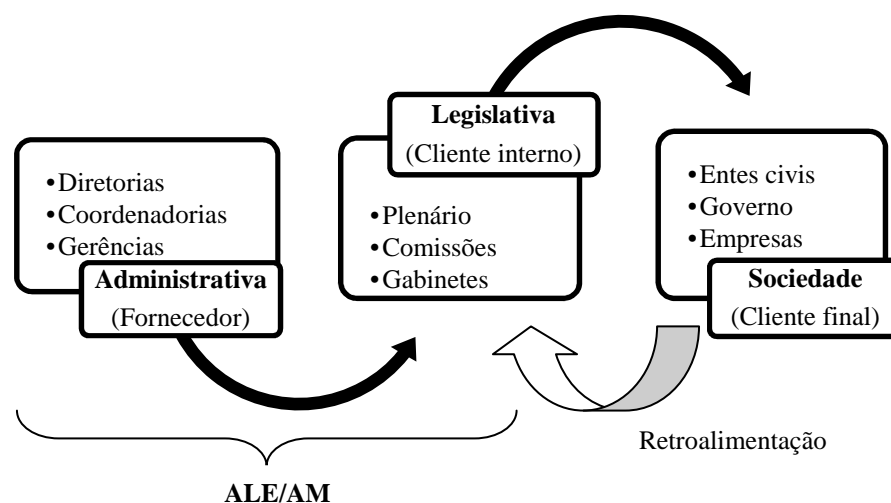 •Diretorias
•Coordenadorias
•Gerências
Administrativa
(Fornecedor)
Legislativa
(Cliente interno)
•Plenário
•Comissões
•Gabinetes
•Entes civis
•Governo
•Empresas
Sociedade
(Cliente final)
Retroalimentação
ALE/AM